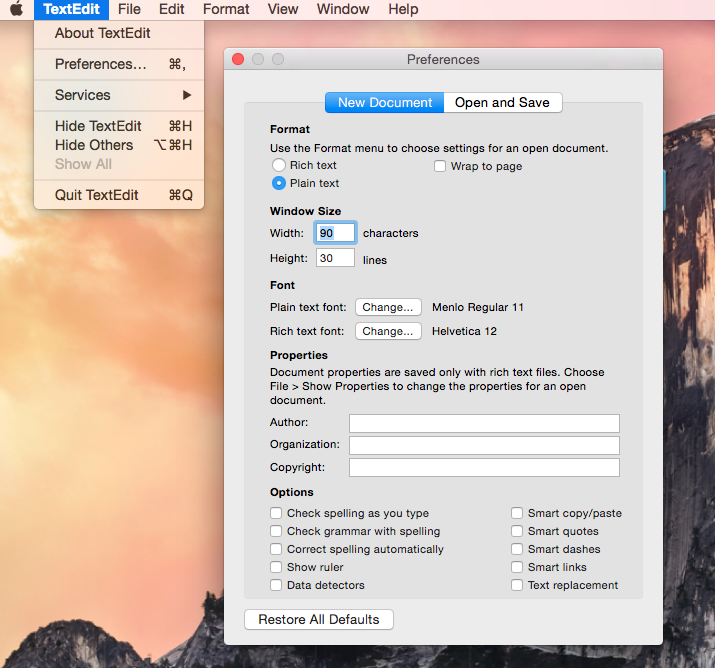 TextEdit File Edit Format View Window Help
About TextEdit
Preferences... ⌘,
Services ▶
Hide TextEdit ⌘H
Hide Others ⌥⌘H
Show All
Quit TextEdit ⌘Q
Preferences
New Document Open and Save
Format
Use the Format menu to choose settings for an open document.
Rich text Wrap to page
Plain text
Window Size
Width: 90 characters
Height: 30 lines
Font
Plain text font: Change... Menlo Regular 11
Rich text font: Change... Helvetica 12
Properties
Document properties are saved only with rich text files. Choose
File > Show Properties to change the properties for an open
document.
Author:
Organization:
Copyright:
Options
Check spelling as you type Smart copy/paste
Check grammar with spelling Smart quotes
Correct spelling automatically Smart dashes
Show ruler Smart links
Data detectors Text replacement
Restore All Defaults